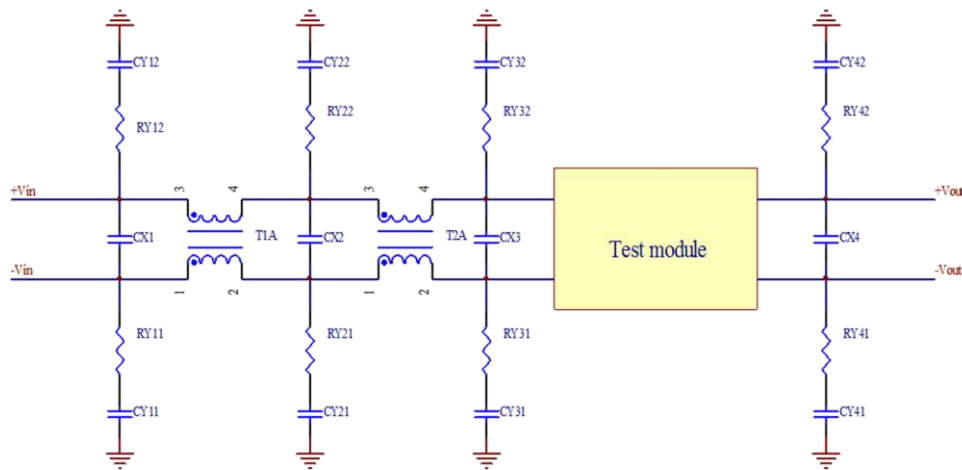 CY12 CY22 CY32 CY42
RY12 RY22 RY32 RY42
3 4 3 4
+Vin +Vout
CX1 T1A CX2 T2A CX3 Test module CX4
-Vin -Vout
1 2 1 2
RY11 RY21 RY31 RY41
CY11 CY21 CY31 CY41